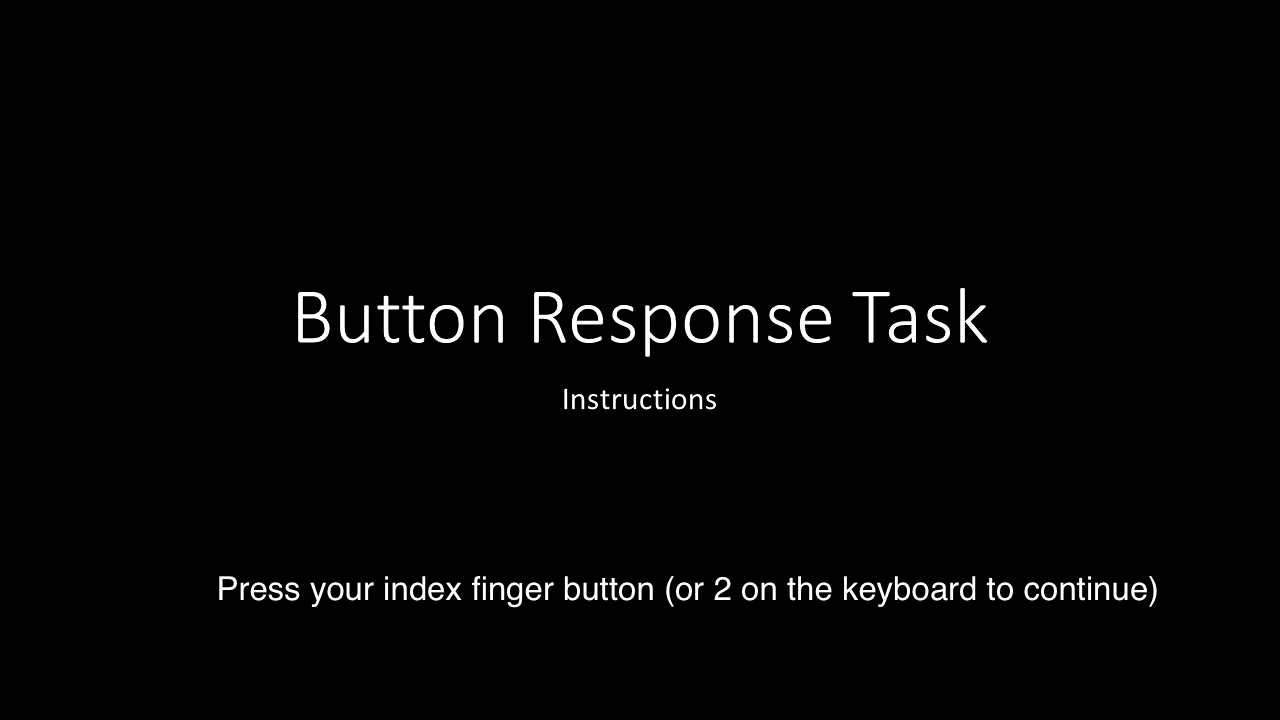 Button Response Task
Instructions
Press your index finger button (or 2 on the keyboard to continue)